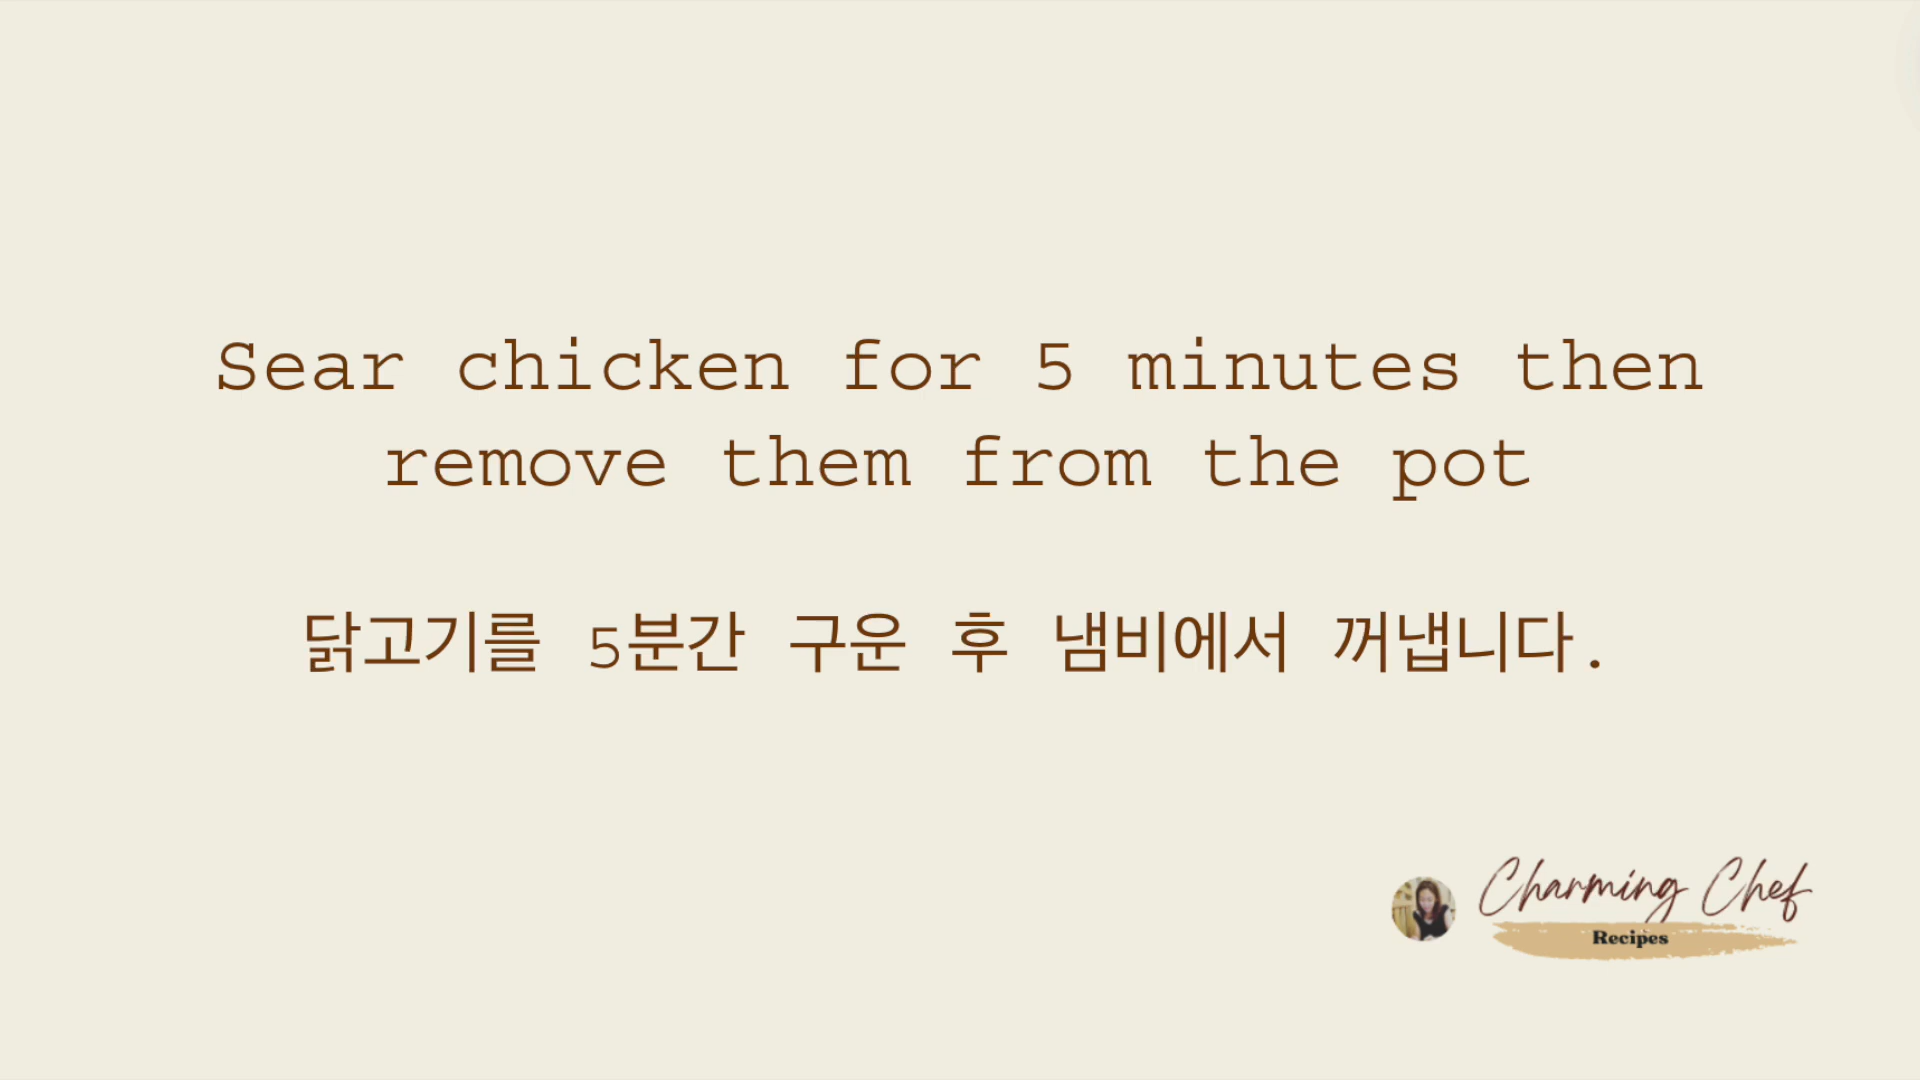 Sear chicken for 5 minutes then
remove them from the pot
닭고기를 5분간 구운 후 냄비에서 꺼냅니다.
Charming Chef
Recipes